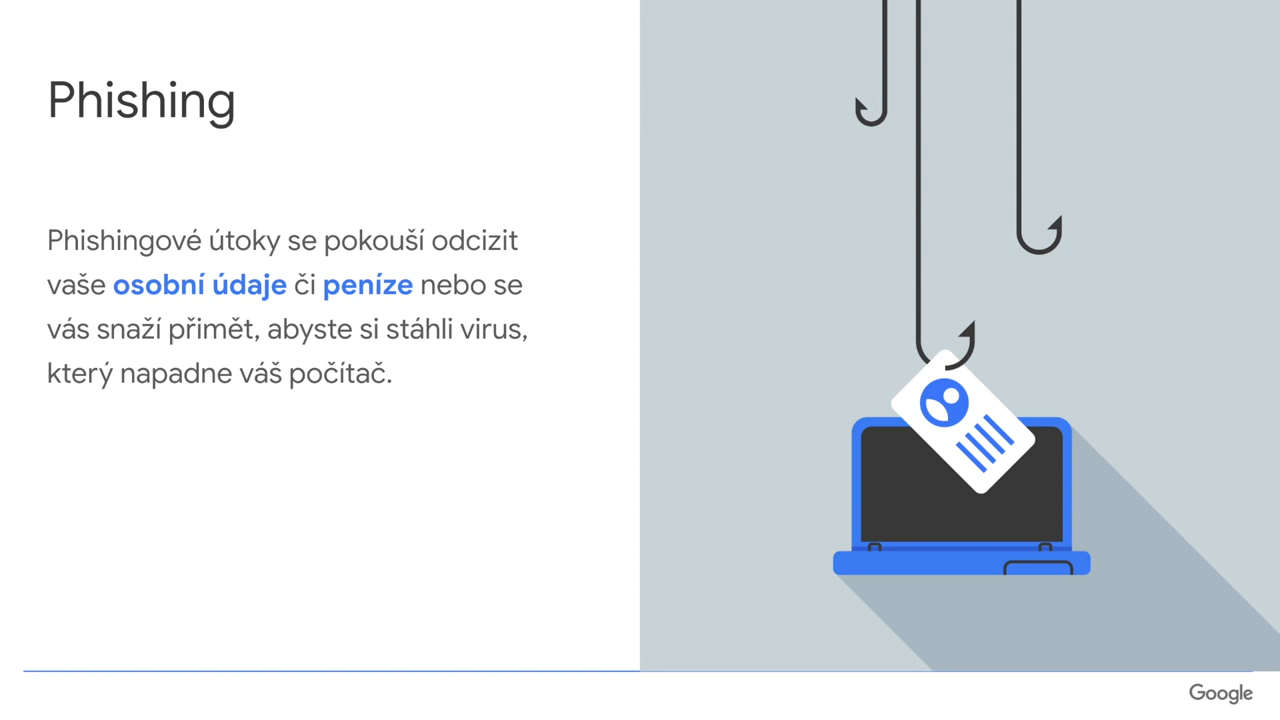 Phishing
Phishingové útoky se pokouší odcizit
vaše osobní údaje či peníze nebo se
vás snaží přimět, abyste si stáhli virus,
který napadne váš počítač.
Google